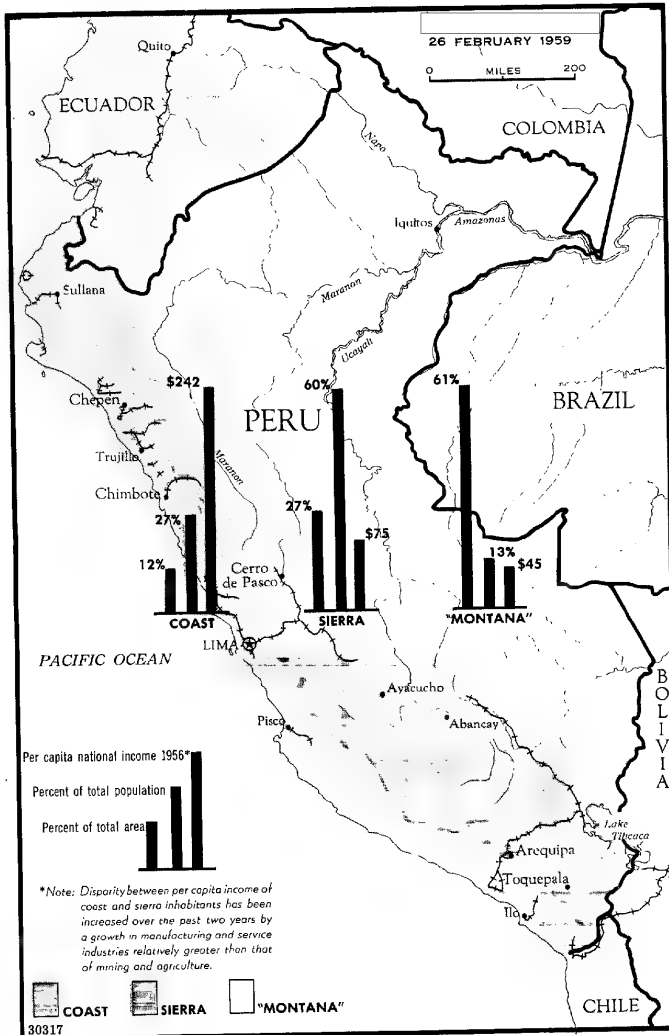 26 FEBRUARY 1959
0 MILES 200
Quito
ECUADOR
COLOMBIA
Napo
Iquitos
Amazonas
Sullana
Maranon
Ucayali
$242
60%
61%
Chepen
PERU
BRAZIL
Trujillo
Maranon
Chimbote
27%
27%
$75
12%
13%
$45
Cerro
de Pasco
COAST
SIERRA
"MONTANA"
LIMA
PACIFIC OCEAN
BOLIVIA
Ayacucho
Abancay
Pisco
Per capita national income 1956*
Percent of total population
Percent of total area
Lake
Titicaca
Arequipa
Toquepala
Ilo
*Note: Disparity between per capita income of
coast and sierra inhabitants has been
increased over the past two years by
a growth in manufacturing and service
industries relatively greater than that
of mining and agriculture.
COAST
SIERRA
"MONTANA"
CHILE
30317